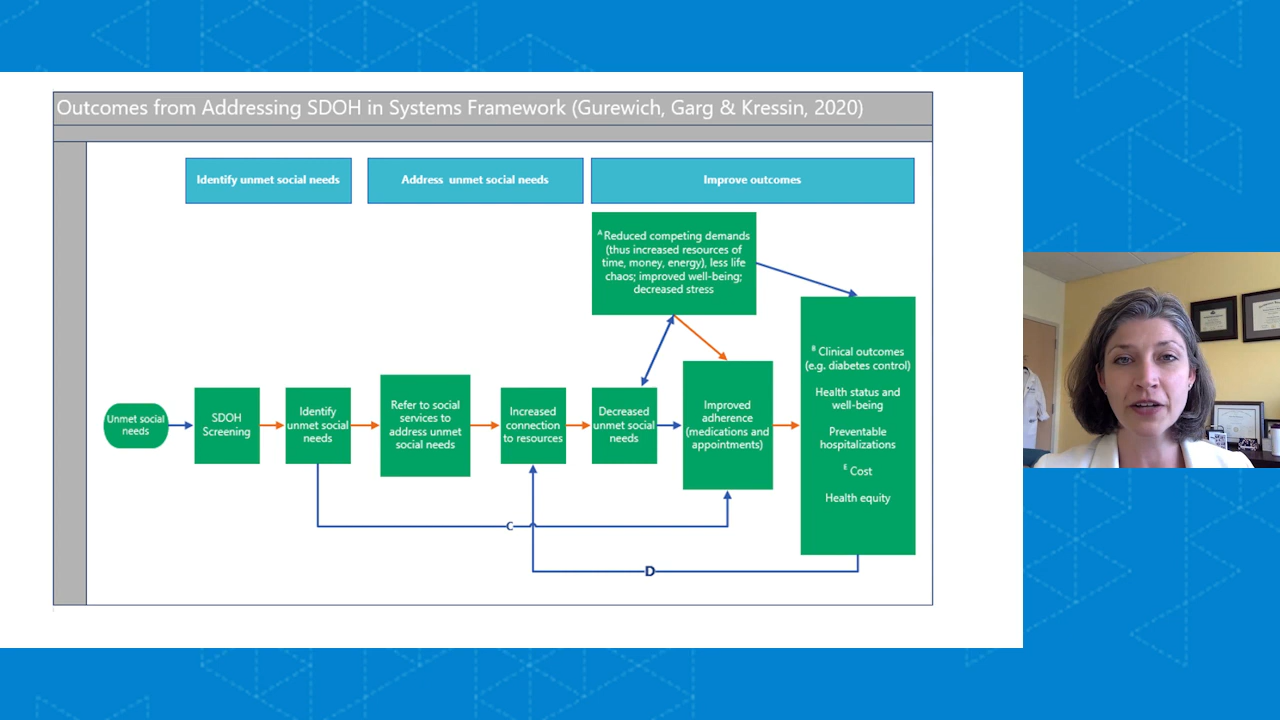 Outcomes from Addressing SDOH in Systems Framework (Gurewich, Garg & Kressin, 2020)
Identify unmet social needs
Address unmet social needs
Improve outcomes
A Reduced competing demands
(thus increased resources of
time, money, energy), less life
chaos; improved well-being;
decreased stress
Unmet social
needs
SDOH
Screening
Identify
unmet social
needs
Refer to social
services to
address unmet
social needs
Increased
connection
to resources
Decreased
unmet social
needs
Improved
adherence
(medications and
appointments)
B Clinical outcomes
(e.g. diabetes control)
Health status and
well-being
Preventable
hospitalizations
E Cost
Health equity
C
D